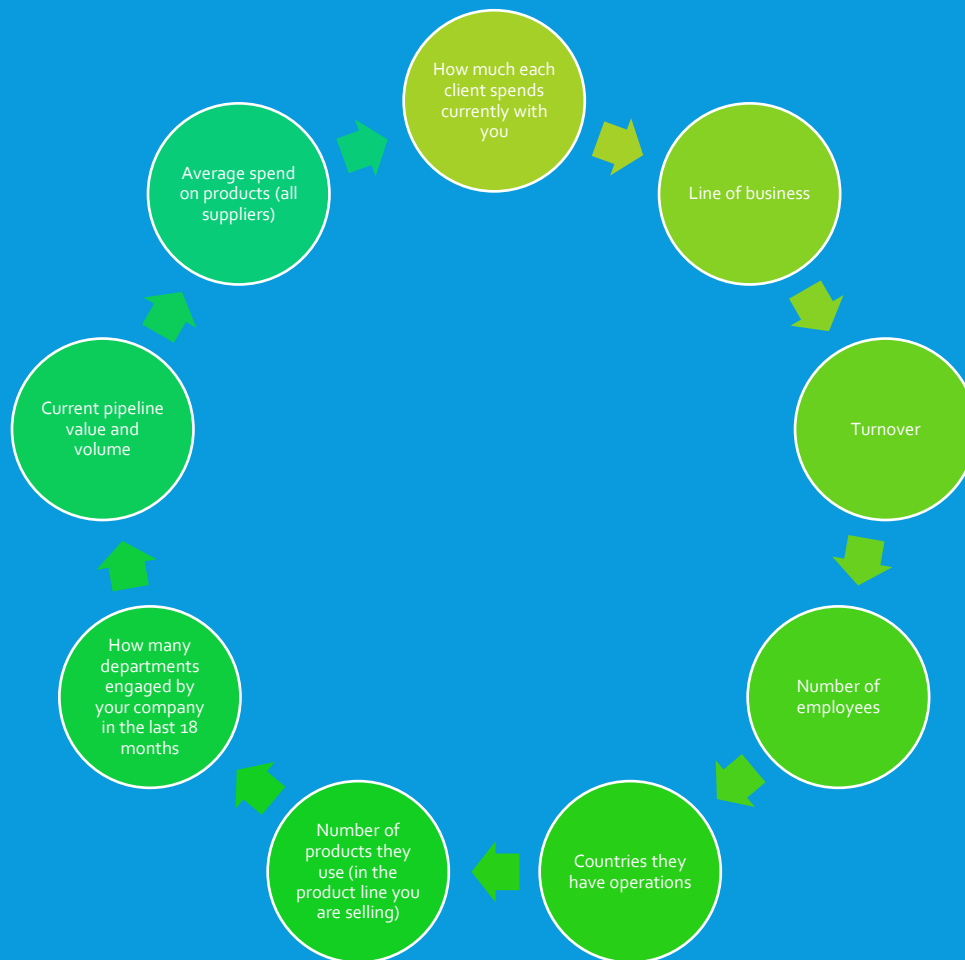 How much each
client spends
currently with
you
Line of business
Turnover
Number of
employees
Countries they
have operations
Number of
products they
use (in the
product line you
are selling)
How many
departments
engaged by
your company
in the last 18
months
Current pipeline
value and
volume
Average spend
on products (all
suppliers)